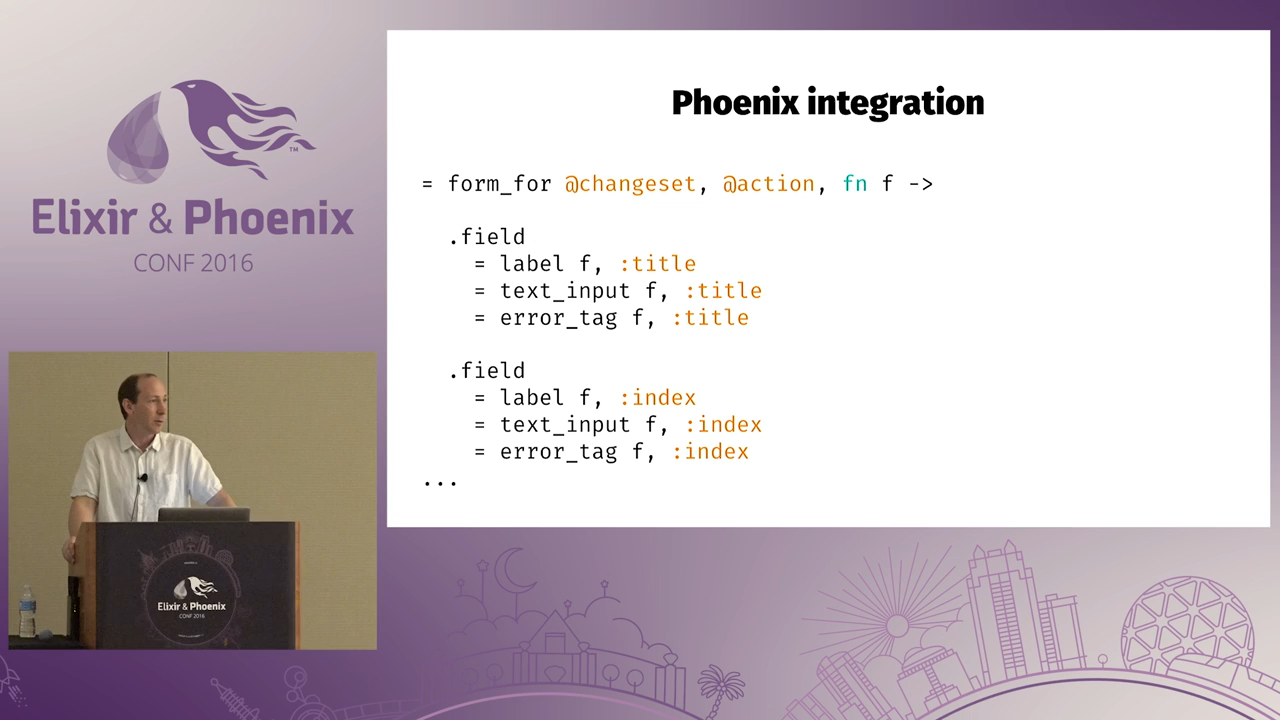 Elixir & Phoenix
CONF 2016
™
Phoenix integration
= form_for @changeset, @action, fn f ->
.field
= label f, :title
= text_input f, :title
= error_tag f, :title
.field
= label f, :index
= text_input f, :index
= error_tag f, :index
...
Elixir & Phoenix
CONF 2016